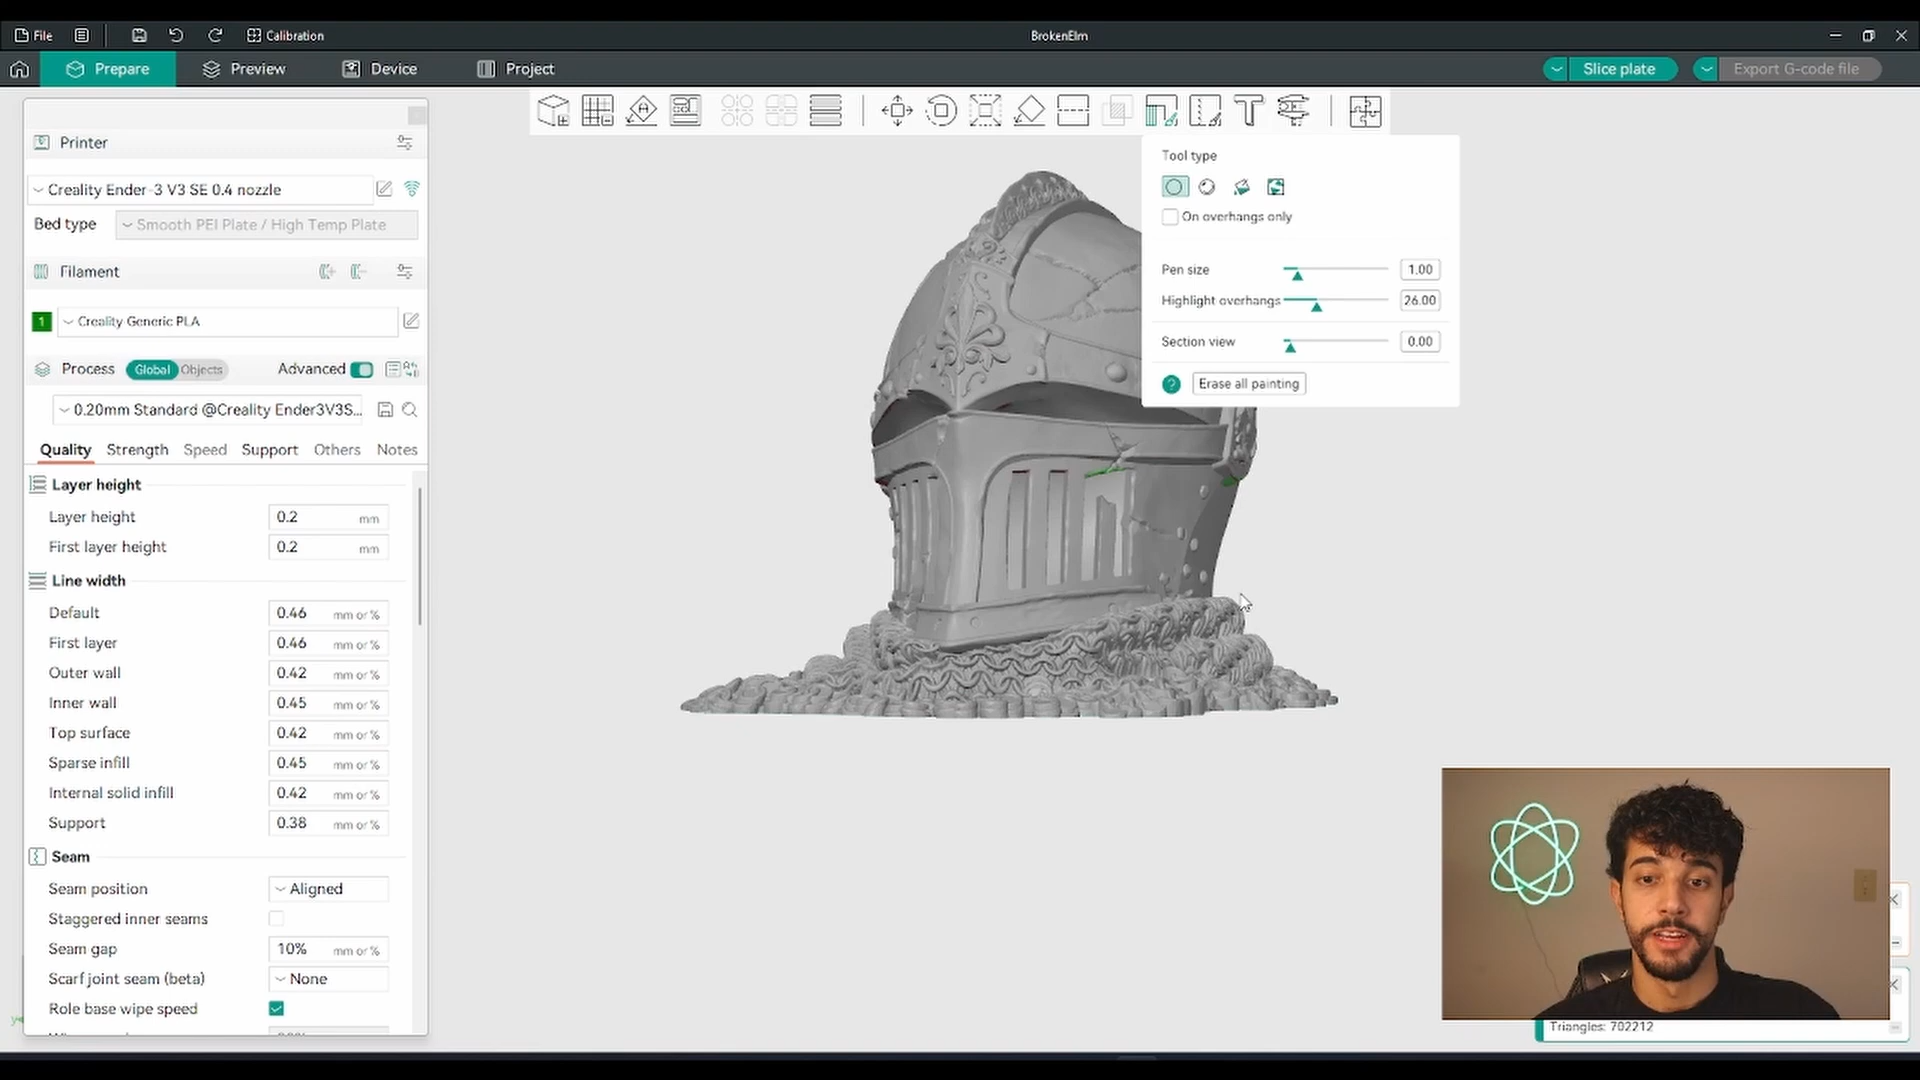 File
Calibration
BrokenElm
Prepare
Preview
Device
Project
Slice plate
Export G-code file
Printer
Creality Ender-3 V3 SE 0.4 nozzle
Bed type
Smooth PEI Plate / High Temp Plate
Filament
1
Creality Generic PLA
Process
Global
Objects
Advanced
0.20mm Standard @Creality Ender3V3S...
Quality
Strength
Speed
Support
Others
Notes
Layer height
Layer height 0.2 mm
First layer height 0.2 mm
Line width
Default 0.46 mm or %
First layer 0.46 mm or %
Outer wall 0.42 mm or %
Inner wall 0.45 mm or %
Top surface 0.42 mm or %
Sparse infill 0.45 mm or %
Internal solid infill 0.42 mm or %
Support 0.38 mm or %
Seam
Seam position Aligned
Staggered inner seams
Seam gap 10% mm or %
Scarf joint seam (beta) None
Role base wipe speed
Tool type
On overhangs only
Pen size 1.00
Highlight overhangs 26.00
Section view 0.00
? Erase all painting
Triangles: 702212